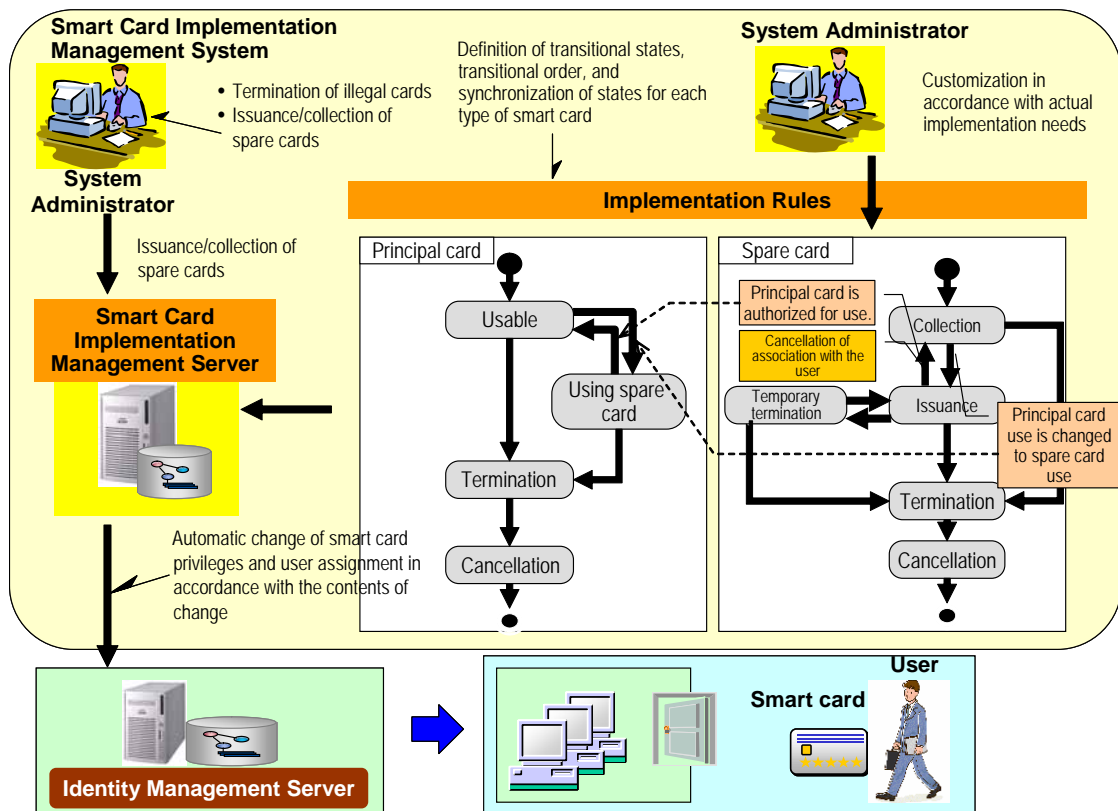 Smart Card Implementation
Management System
• Termination of illegal cards
• Issuance/collection of
spare cards
System
Administrator
Definition of transitional states,
transitional order, and
synchronization of states for each
type of smart card
System Administrator
Customization in
accordance with actual
implementation needs
Implementation Rules
Issuance/collection of
spare cards
Smart Card
Implementation
Management Server
Automatic change of smart card
privileges and user assignment in
accordance with the contents of
change
Principal card
Usable
Using spare
card
Termination
Cancellation
Spare card
Principal card is
authorized for use.
Cancellation of
association with the
user
Collection
Temporary
termination
Issuance
Principal card
use is changed
to spare card
use
Termination
Cancellation
Identity Management Server
User
Smart card